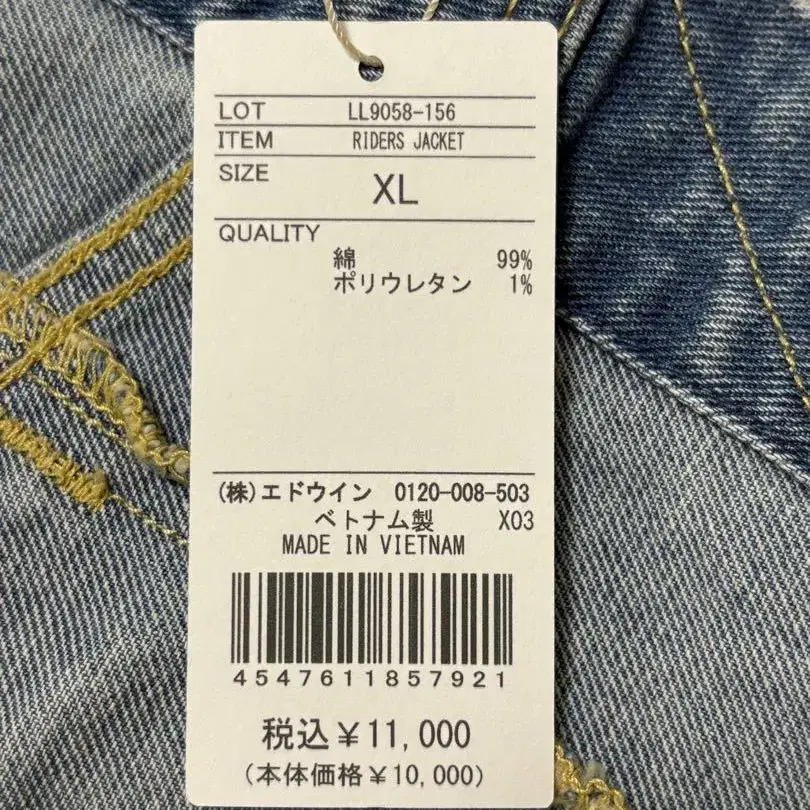 LOT LL9058-156
ITEM RIDERS JACKET
SIZE XL
QUALITY
綿 99%
ポリウレタン 1%
(株)エドウイン 0120-008-503
ベトナム製 X03
MADE IN VIETNAM
4547611857921
税込¥11,000
(本体価格¥10,000)